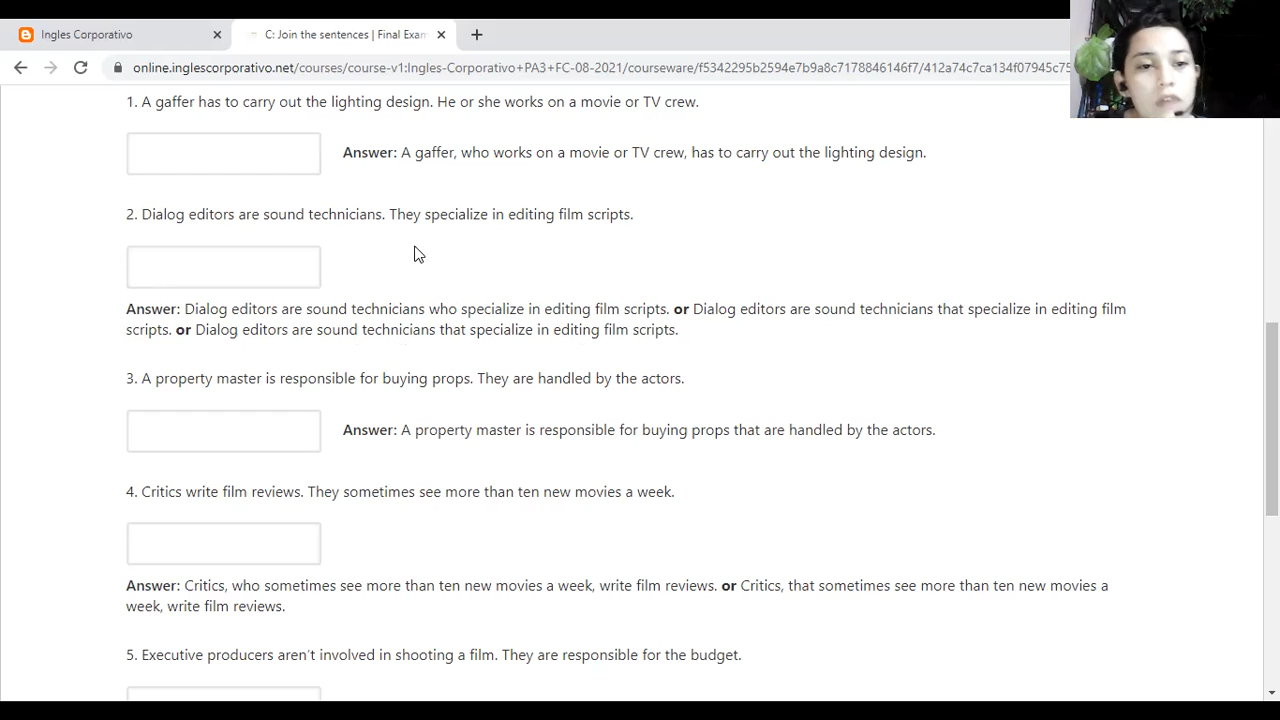 Ingles Corporativo
C: Join the sentences | Final Exam
online.inglescorporativo.net/courses/course-v1:Ingles-Corporativo+PA3+FC-08-2021/courseware/f5342295b2594e7b9a8c7178846146f7/412a74c7ca134f07945c75
1. A gaffer has to carry out the lighting design. He or she works on a movie or TV crew.
Answer: A gaffer, who works on a movie or TV crew, has to carry out the lighting design.
2. Dialog editors are sound technicians. They specialize in editing film scripts.
Answer: Dialog editors are sound technicians who specialize in editing film scripts. or Dialog editors are sound technicians that specialize in editing film
scripts. or Dialog editors are sound technicians that specialize in editing film scripts.
3. A property master is responsible for buying props. They are handled by the actors.
Answer: A property master is responsible for buying props that are handled by the actors.
4. Critics write film reviews. They sometimes see more than ten new movies a week.
Answer: Critics, who sometimes see more than ten new movies a week, write film reviews. or Critics, that sometimes see more than ten new movies a
week, write film reviews.
5. Executive producers aren't involved in shooting a film. They are responsible for the budget.